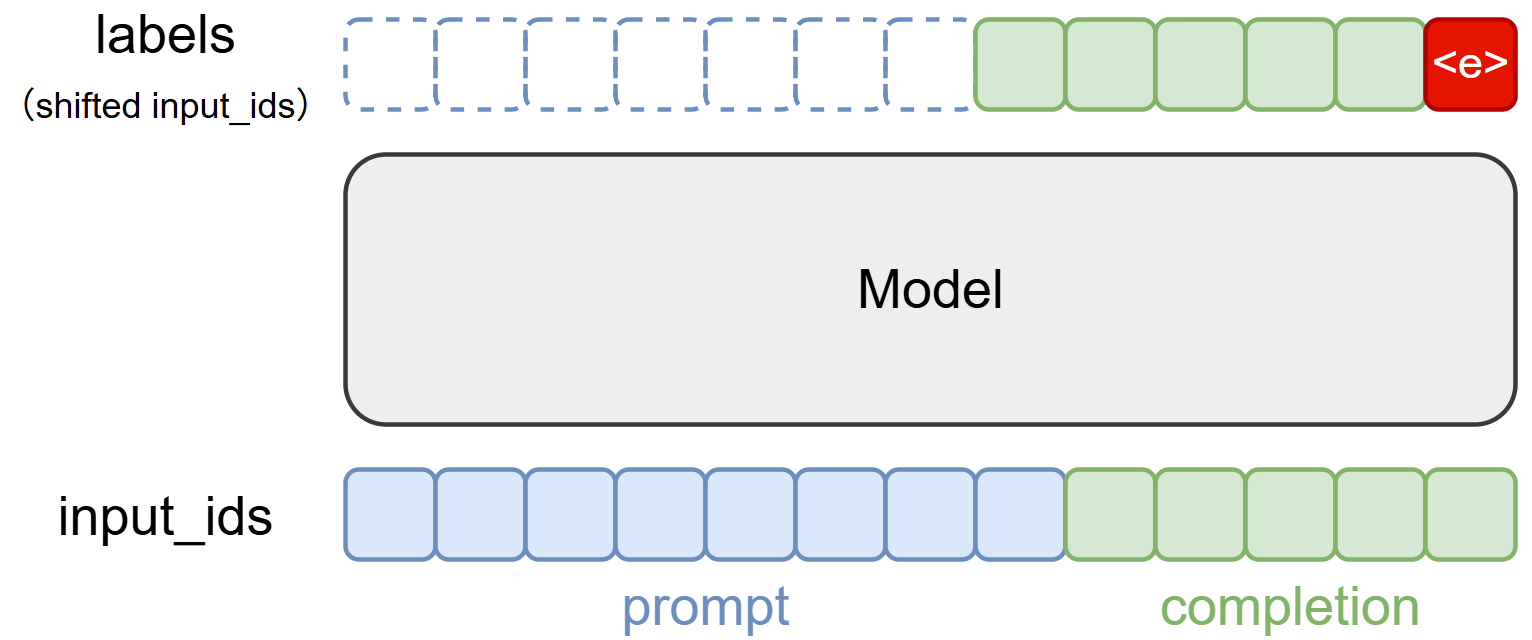 labels
<e>
（shifted input_ids）
Model
input_ids
prompt
completion